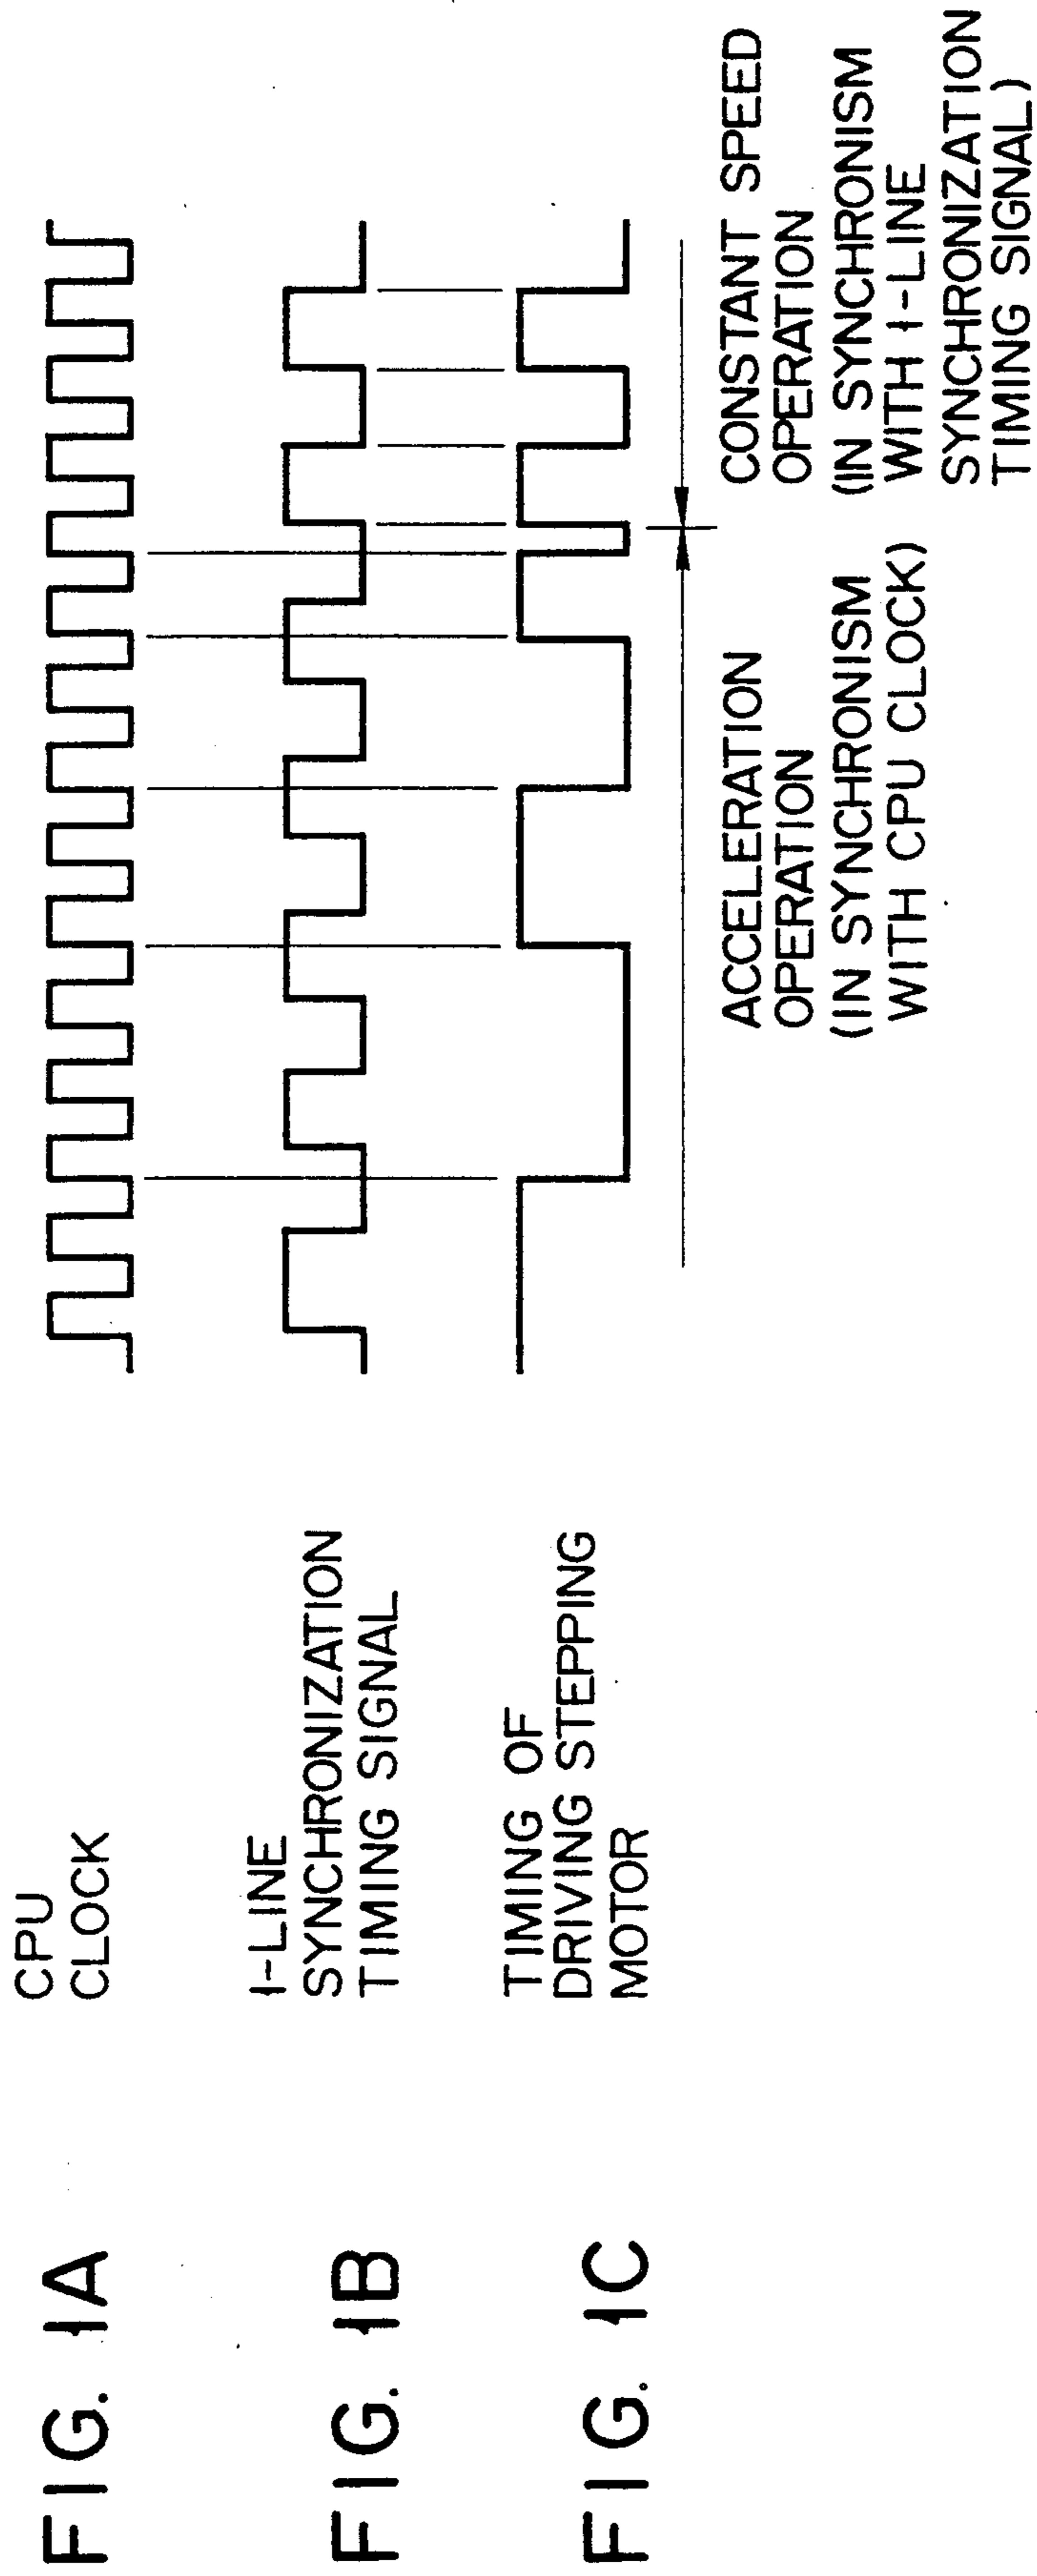 FIG. 1A
CPU
CLOCK
FIG. 1B
1-LINE
SYNCHRONIZATION
TIMING SIGNAL
FIG. 1C
TIMING OF
DRIVING STEPPING
MOTOR
ACCELERATION
OPERATION
(IN SYNCHRONISM
WITH CPU CLOCK)
CONSTANT SPEED
OPERATION
(IN SYNCHRONISM
WITH 1-LINE
SYNCHRONIZATION
TIMING SIGNAL)